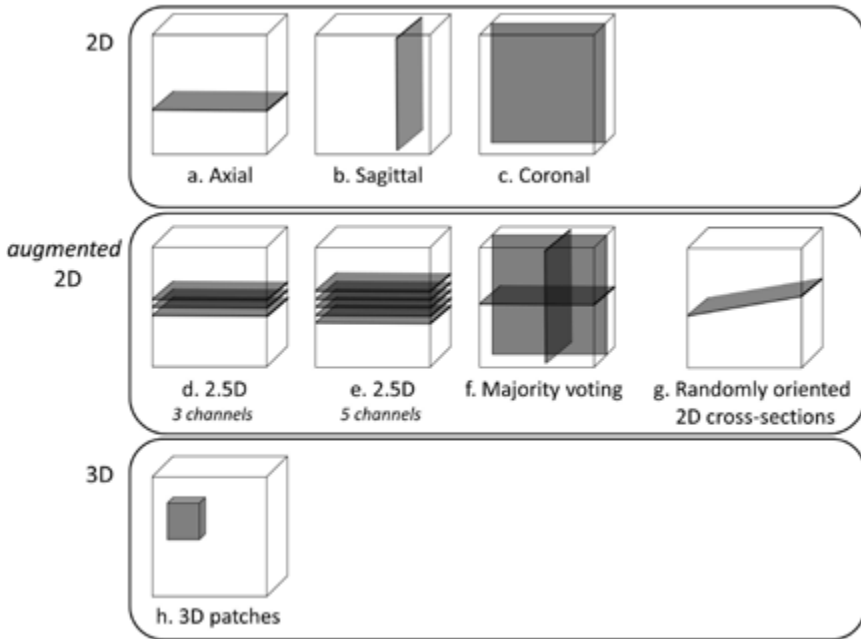 2D
a. Axial
b. Sagittal
c. Coronal
augmented
2D
d. 2.5D
3 channels
e. 2.5D
5 channels
f. Majority voting
g. Randomly oriented
2D cross-sections
3D
h. 3D patches